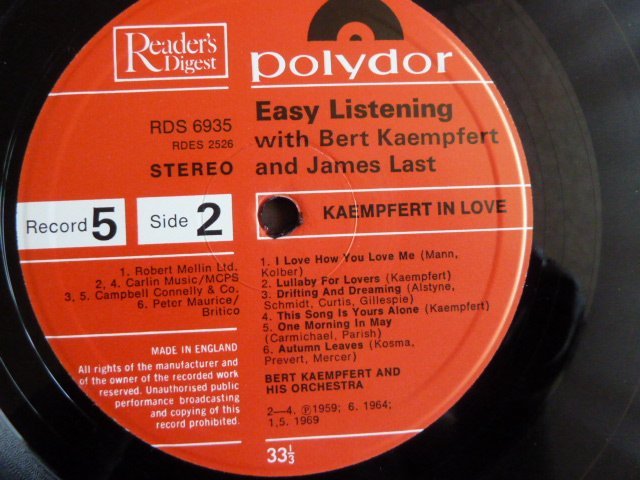 Reader's
Digest
polydor
RDS 6935
RDES 2526
STEREO
Easy Listening
with Bert Kaempfert
and James Last
Record 5
Side 2
KAEMPFERT IN LOVE
1. Robert Mellin Ltd.
2, 4. Carlin Music/MCPS
3, 5. Campbell Connelly & Co.
6. Peter Maurice/
Britico
1. I Love How You Love Me (Mann,
Kolber)
2. Lullaby For Lovers (Kaempfert)
3. Drifting And Dreaming (Alstyne,
Schmidt, Curtis, Gillespie)
4. This Song Is Yours Alone (Kaempfert)
5. One Morning In May
(Carmichael, Parish)
6. Autumn Leaves (Kosma,
Prevert, Mercer)
MADE IN ENGLAND
All rights of the manufacturer and
of the owner of the recorded work
reserved. Unauthorised public
performance broadcasting
and copying of this
record prohibited.
BERT KAEMPFERT AND
HIS ORCHESTRA
2—4. ℗1959; 6. 1964;
1,5. 1969
33⅓